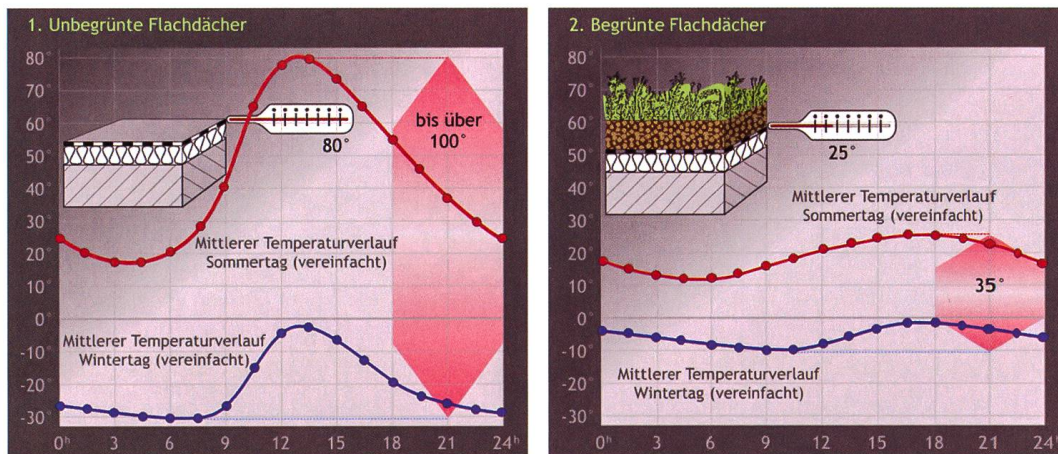 1. Unbegrünte Flachdächer
80°
70°
60°
50°
40°
30°
20°
10°
0°
-10°
-20°
-30°
80°
bis über
100°
Mittlerer Temperaturverlauf
Sommertag (vereinfacht)
Mittlerer Temperaturverlauf
Wintertag (vereinfacht)
0h 3 6 9 12 15 18 21 24h
2. Begrünte Flachdächer
80°
70°
60°
50°
40°
30°
20°
10°
0°
-10°
-20°
-30°
25°
Mittlerer Temperaturverlauf
Sommertag (vereinfacht)
35°
Mittlerer Temperaturverlauf
Wintertag (vereinfacht)
0h 3 6 9 12 15 18 21 24h